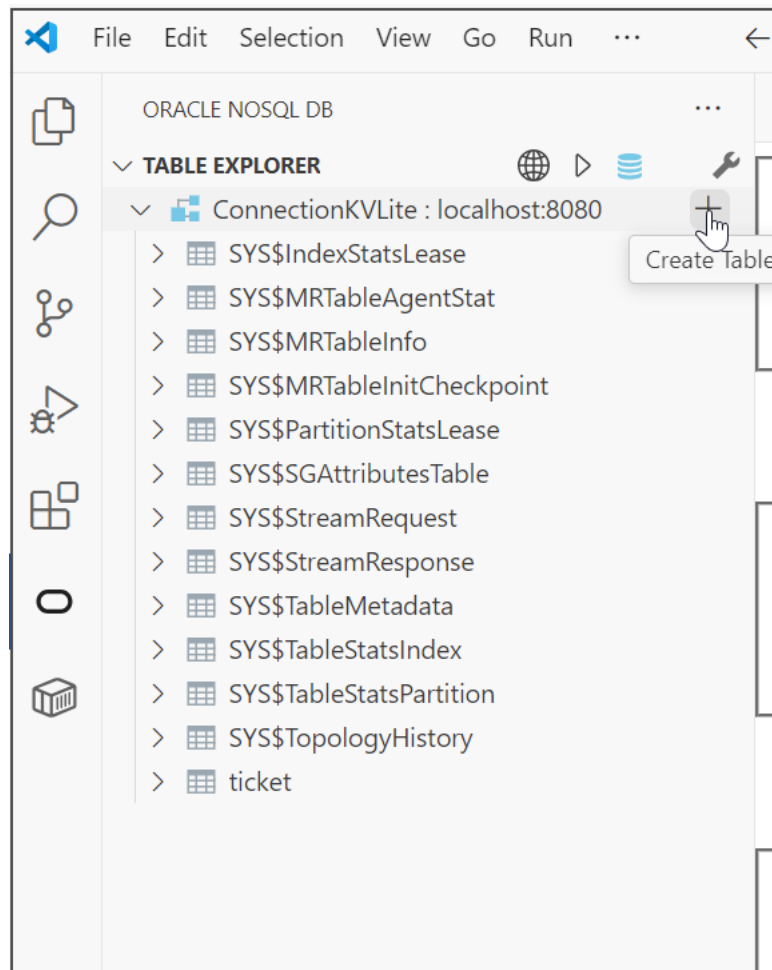 File Edit Selection View Go Run ···
ORACLE NOSQL DB ···
TABLE EXPLORER
ConnectionKVLite : localhost:8080
Create Table
SYS$IndexStatsLease
SYS$MRTableAgentStat
SYS$MRTableInfo
SYS$MRTableInitCheckpoint
SYS$PartitionStatsLease
SYS$SGAttributesTable
SYS$StreamRequest
SYS$StreamResponse
SYS$TableMetadata
SYS$TableStatsIndex
SYS$TableStatsPartition
SYS$TopologyHistory
ticket